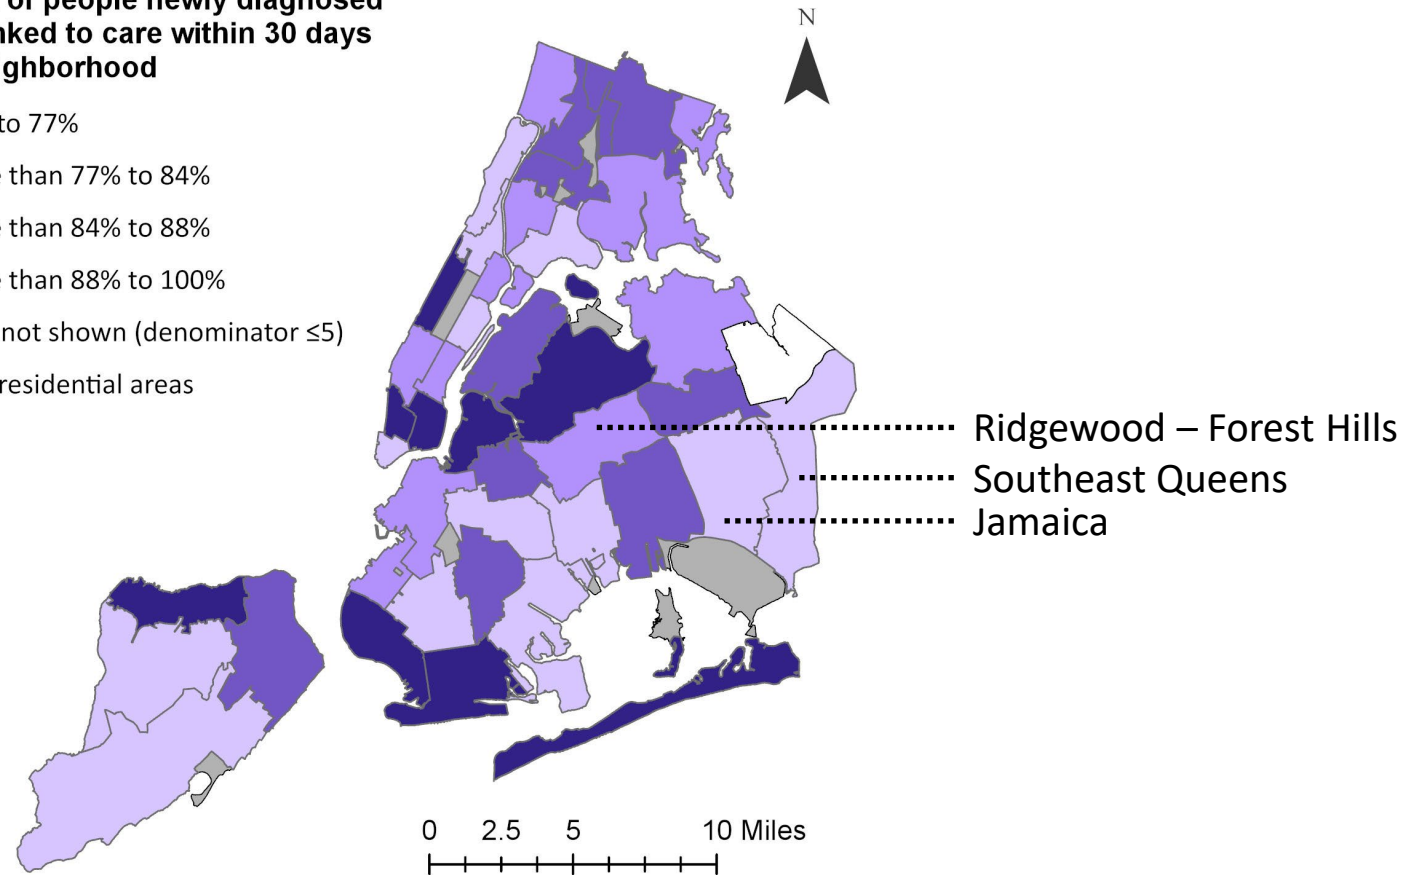 of people newly diagnosed
to care within 30 days
to 77%
than 77% to 84%
than 84% to 88%
than 88% to 100%
not shown (denominator ≤5)
residential areas
N
Ridgewood – Forest Hills
Southeast Queens
Jamaica
0 2.5 5 10 Miles